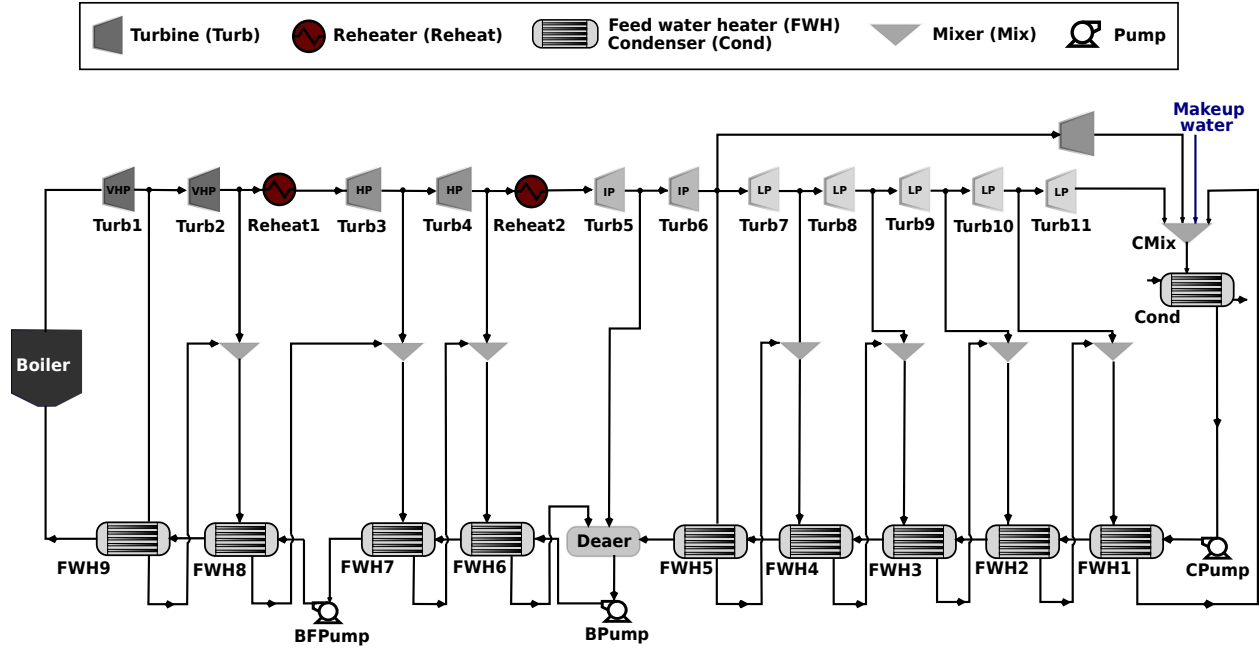 Turbine (Turb)
Reheater (Reheat)
Feed water heater (FWH)
Condenser (Cond)
Mixer (Mix)
Pump
Makeup
water
VHP
VHP
HP
HP
IP
IP
LP
LP
LP
LP
LP
Turb1
Turb2
Reheat1
Turb3
Turb4
Reheat2
Turb5
Turb6
Turb7
Turb8
Turb9
Turb10
Turb11
CMix
Cond
Boiler
Deaer
FWH9
FWH8
FWH7
FWH6
FWH5
FWH4
FWH3
FWH2
FWH1
CPump
BFPump
BPump